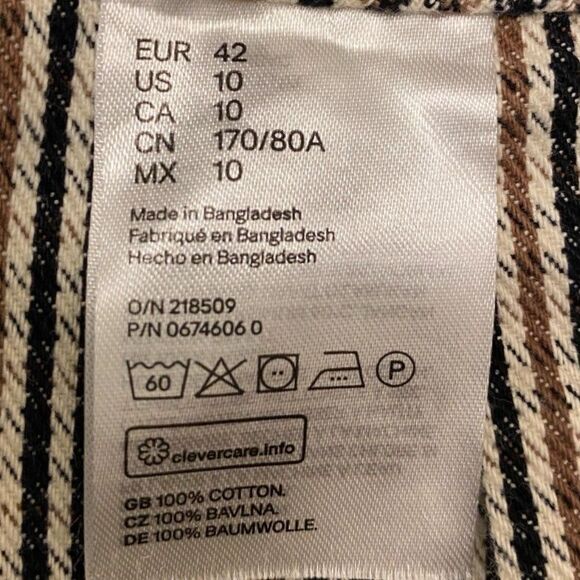 EUR 42
US 10
CA 10
CN 170/80A
MX 10
Made in Bangladesh
Fabriqué en Bangladesh
Hecho en Bangladesh
O/N 218509
P/N 0674606 0
60 P
clevercare.info
GB 100% COTTON.
CZ 100% BAVLNA.
DE 100% BAUMWOLLE.